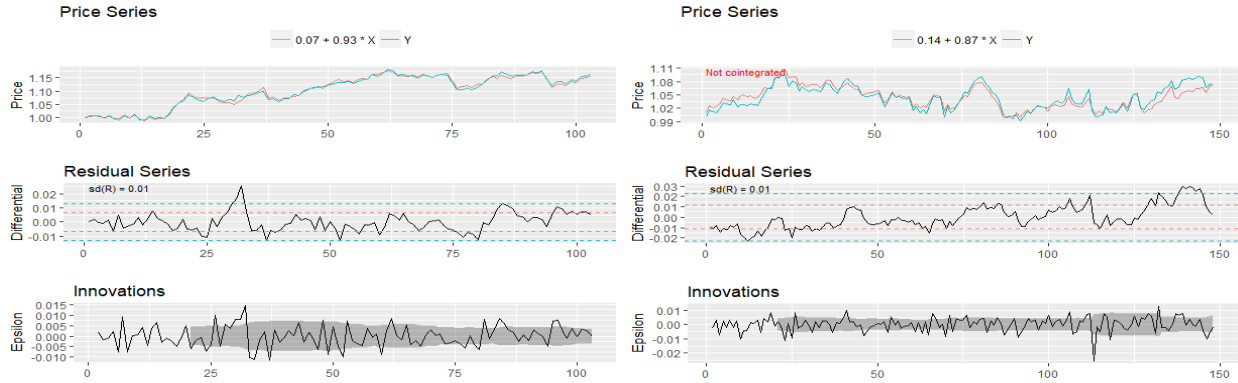 Price Series
0.07 + 0.93 * X Y
Price
1.15
1.10
1.05
1.00
0 25 50 75 100
Residual Series
sd(R) = 0.01
Differential
0.02
0.01
0.00
-0.01
0 25 50 75 100
Innovations
Epsilon
0.015
0.010
0.005
0.000
-0.005
-0.010
0 25 50 75 100
Price Series
0.14 + 0.87 * X Y
Not cointegrated
Price
1.11
1.08
1.05
1.02
0.99
0 50 100 150
Residual Series
sd(R) = 0.01
Differential
0.03
0.02
0.01
0.00
-0.01
-0.02
0 50 100 150
Innovations
Epsilon
0.01
0.00
-0.01
-0.02
0 50 100 150